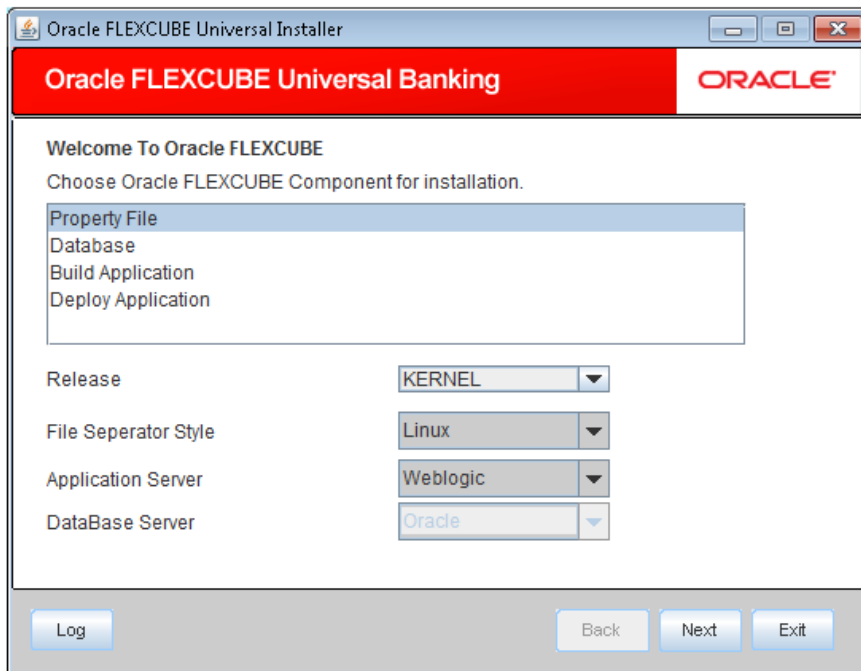 Oracle FLEXCUBE Universal Installer
Oracle FLEXCUBE Universal Banking
ORACLE
Welcome To Oracle FLEXCUBE
Choose Oracle FLEXCUBE Component for installation.
Property File
Database
Build Application
Deploy Application
Release KERNEL
File Seperator Style Linux
Application Server Weblogic
DataBase Server Oracle
Log Back Next Exit